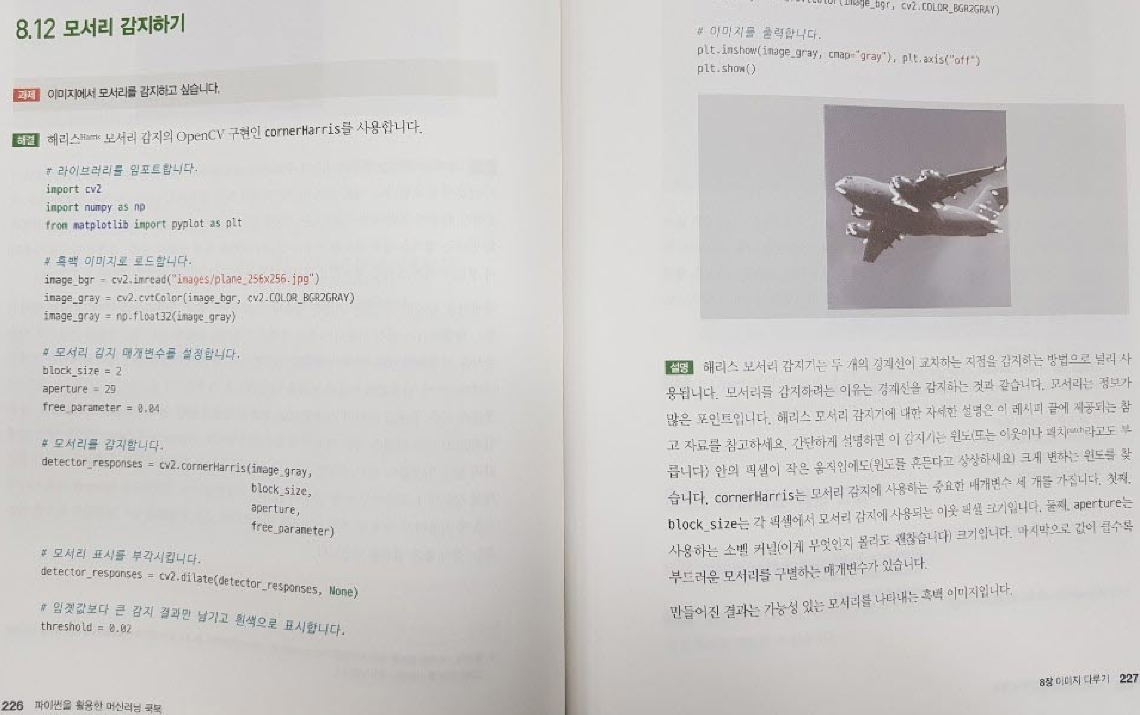 8.12 모서리 감지하기
과제 이미지에서 모서리를 감지하고 싶습니다.
해결 해리스Harris 모서리 감지의 OpenCV 구현인 cornerHarris를 사용합니다.
# 라이브러리를 임포트합니다.
import cv2
import numpy as np
from matplotlib import pyplot as plt
# 흑백 이미지로 로드합니다.
image_bgr = cv2.imread("images/plane_256x256.jpg")
image_gray = cv2.cvtColor(image_bgr, cv2.COLOR_BGR2GRAY)
image_gray = np.float32(image_gray)
# 모서리 감지 매개변수를 설정합니다.
block_size = 2
aperture = 29
free_parameter = 0.04
# 모서리를 감지합니다.
detector_responses = cv2.cornerHarris(image_gray,
block_size,
aperture,
free_parameter)
# 모서리 표시를 부각시킵니다.
detector_responses = cv2.dilate(detector_responses, None)
# 임곗값보다 큰 감지 결과만 남기고 흰색으로 표시합니다.
threshold = 0.02
226 파이썬을 활용한 머신러닝 쿡북
(image_bgr, cv2.COLOR_BGR2GRAY)
# 이미지를 출력합니다.
plt.imshow(image_gray, cmap="gray"), plt.axis("off")
plt.show()
설명 해리스 모서리 감지기는 두 개의 경계선이 교차하는 지점을 감지하는 방법으로 널리 사
용됩니다. 모서리를 감지하려는 이유는 경계선을 감지하는 것과 같습니다. 모서리는 정보가
많은 포인트입니다. 해리스 모서리 감지기에 대한 자세한 설명은 이 레시피 끝에 제공되는 참
고 자료를 참고하세요. 간단하게 설명하면 이 감지기는 윈도(또는 이웃이나 패치patch라고도 부
릅니다) 안의 픽셀이 작은 움직임에도(윈도를 흔든다고 상상하세요) 크게 변하는 윈도를 찾
습니다. cornerHarris는 모서리 감지에 사용하는 중요한 매개변수 세 개를 가집니다. 첫째,
block_size는 각 픽셀에서 모서리 감지에 사용되는 이웃 픽셀 크기입니다. 둘째, aperture는
사용하는 소벨 커널(이게 무엇인지 몰라도 괜찮습니다) 크기입니다. 마지막으로 값이 클수록
부드러운 모서리를 구별하는 매개변수가 있습니다.
만들어진 결과는 가능성 있는 모서리를 나타내는 흑백 이미지입니다.
8장 이미지 다루기 227